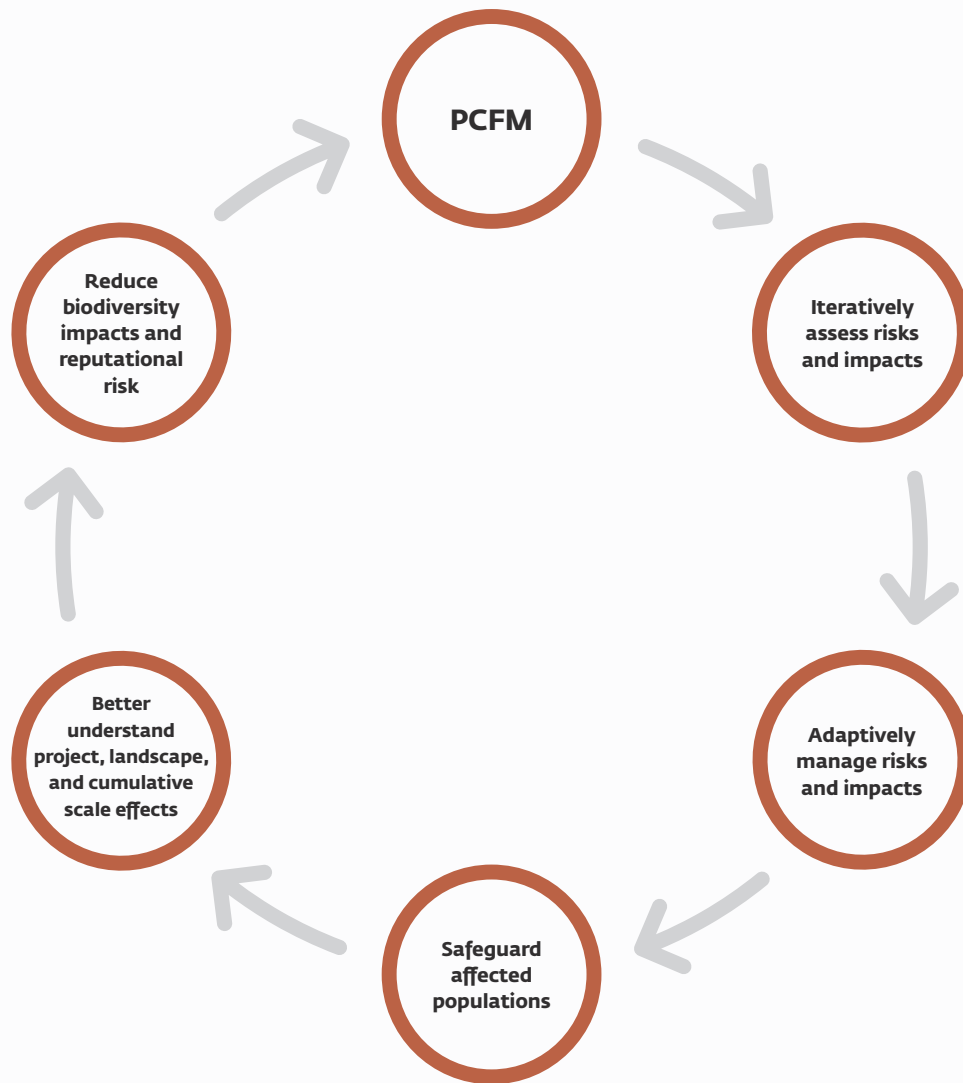 PCFM
Iteratively
assess risks
and impacts
Adaptively
manage risks
and impacts
Safeguard
affected
populations
Better
understand
project, landscape,
and cumulative
scale effects
Reduce
biodiversity
impacts and
reputational
risk